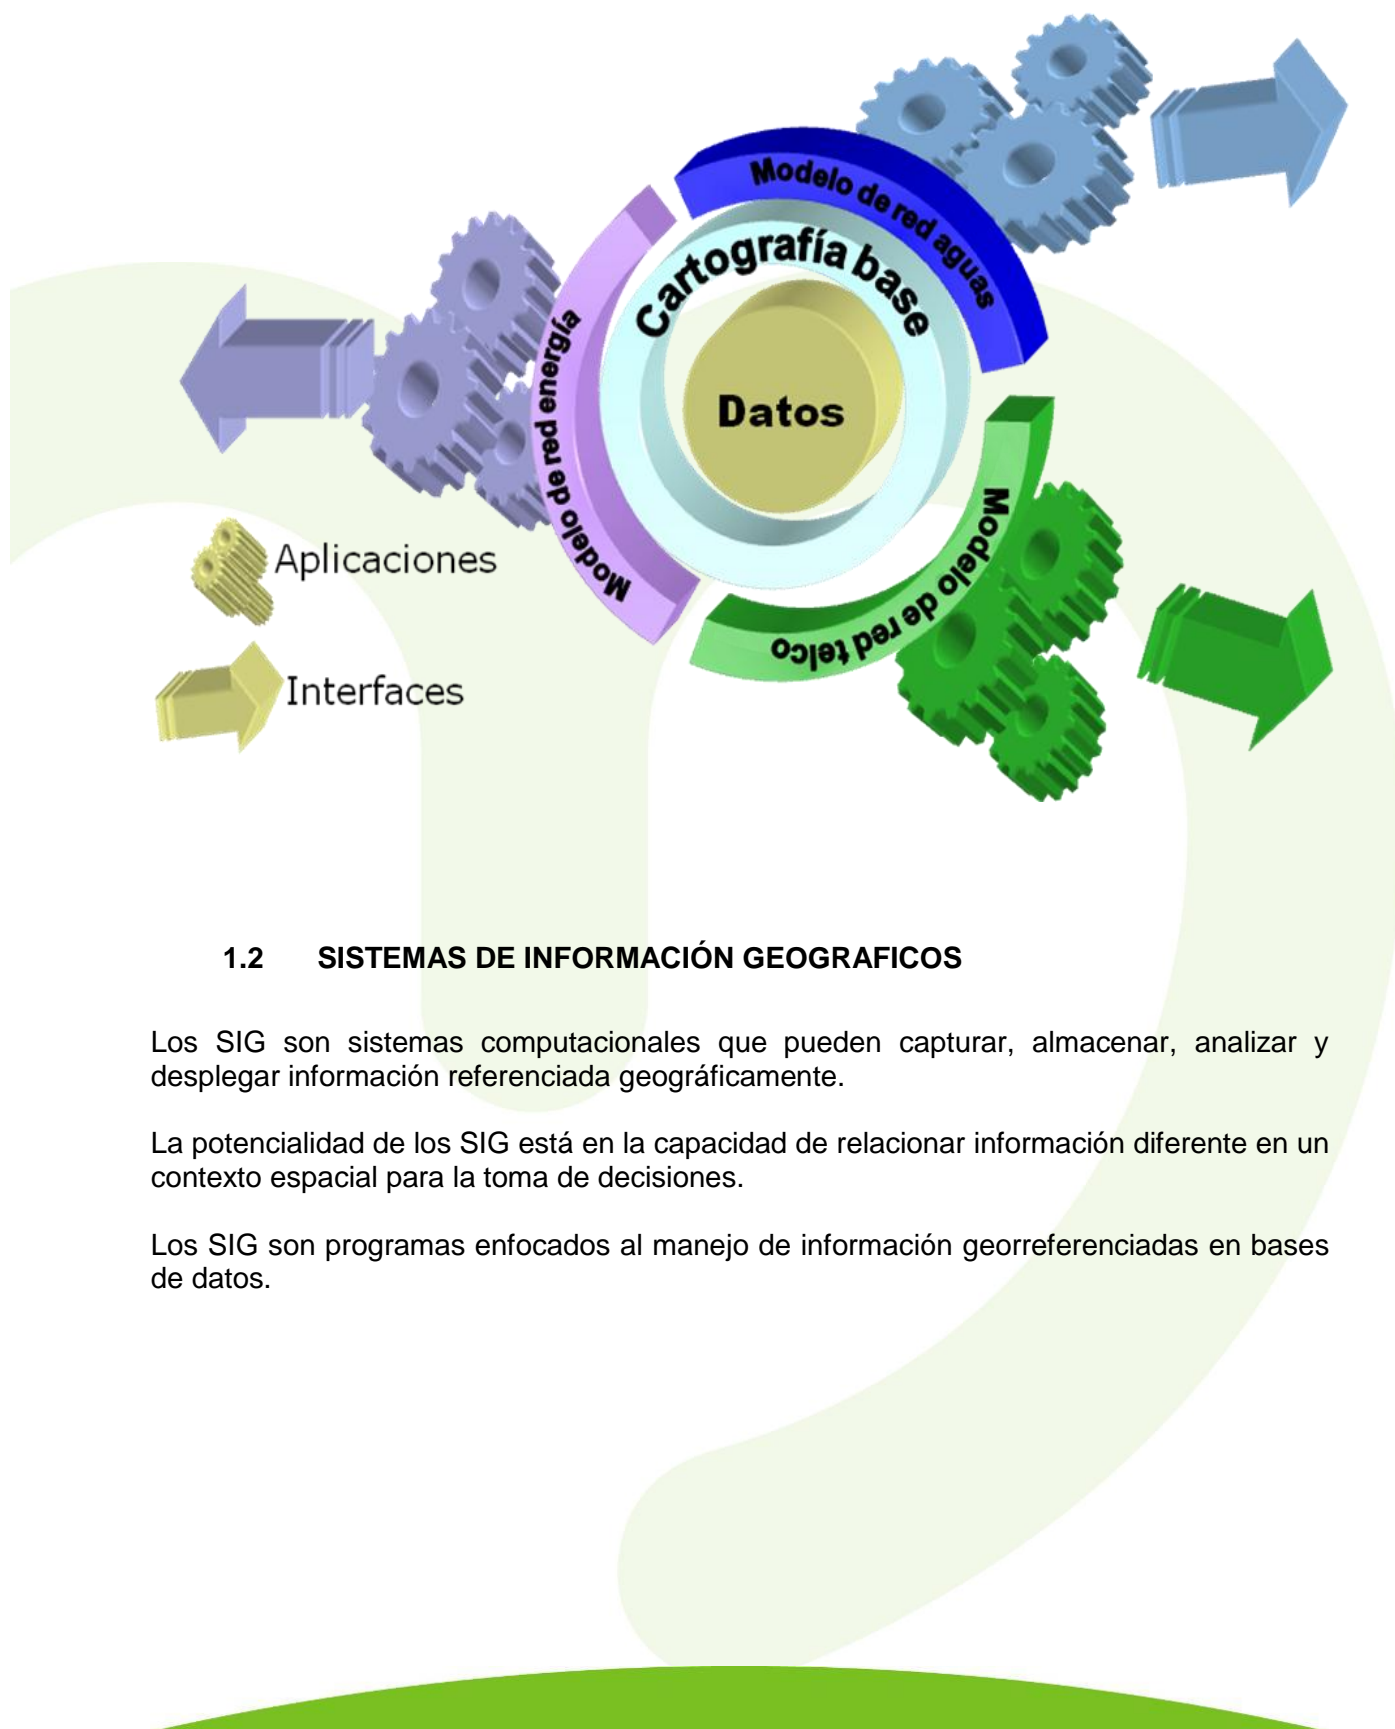 Modelo de red aguas
Cartografía base
Modelo de red energía
Datos
Modelo de red telco
Aplicaciones
Interfaces
1.2 SISTEMAS DE INFORMACIÓN GEOGRAFICOS
Los SIG son sistemas computacionales que pueden capturar, almacenar, analizar y
desplegar información referenciada geográficamente.
La potencialidad de los SIG está en la capacidad de relacionar información diferente en un
contexto espacial para la toma de decisiones.
Los SIG son programas enfocados al manejo de información georreferenciadas en bases
de datos.